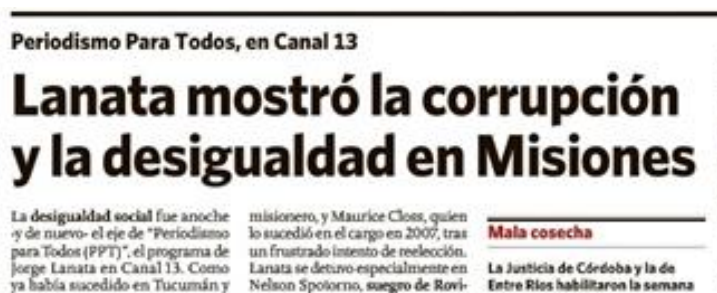 Periodismo Para Todos, en Canal 13
Lanata mostró la corrupción
y la desigualdad en Misiones
La desigualdad social fue anoche
-y de nuevo- el eje de "Periodismo
para Todos (PPT)", el programa de
Jorge Lanata en Canal 13. Como
ya había sucedido en Tucumán y
misionero, y Maurice Closs, quien
lo sucedió en el cargo en 2007, tras
un frustrado intento de reelección.
Lanata se detuvo especialmente en
Nelson Spotorno, suegro de Rovi-
Mala cosecha
La Justicia de Córdoba y la de
Entre Ríos habilitaron la semana